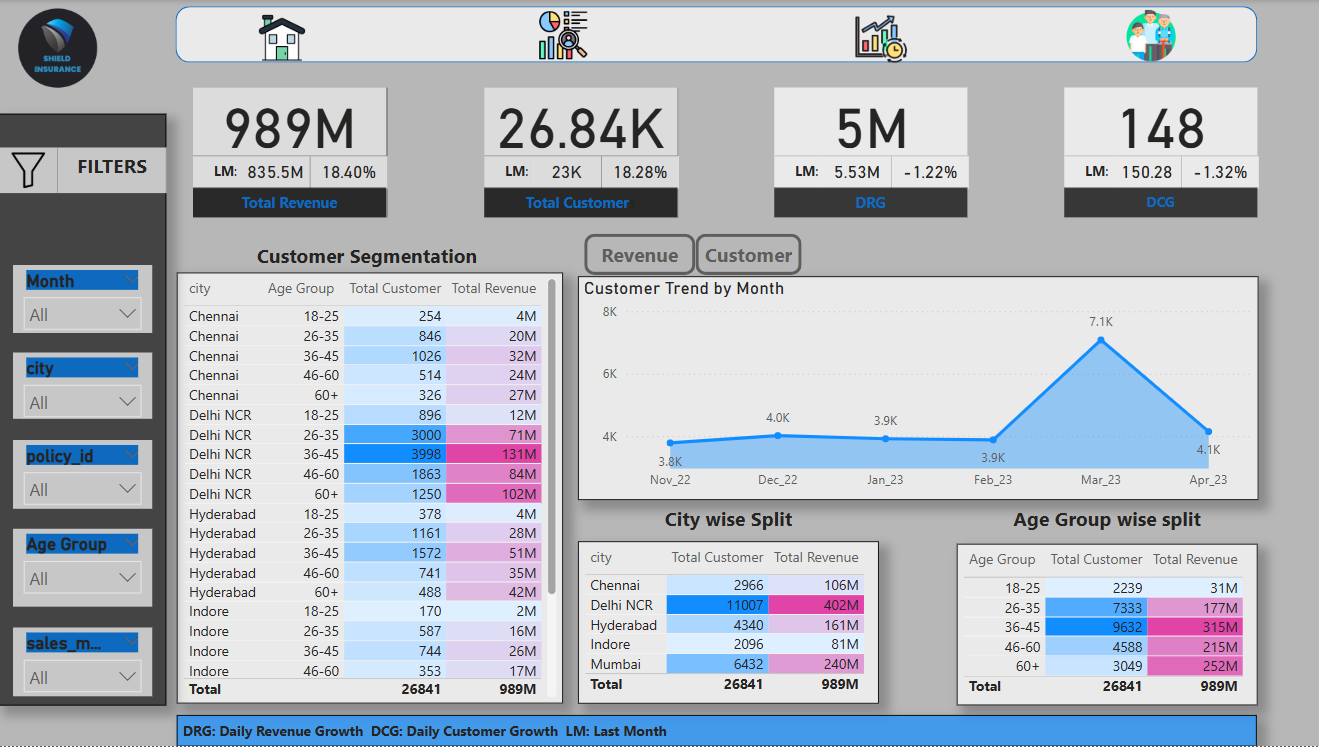 SHIELD
INSURANCE
989M
LM: 835.5M 18.40%
Total Revenue
26.84K
LM: 23K 18.28%
Total Customer
5M
LM: 5.53M -1.22%
DRG
148
LM: 150.28 -1.32%
DCG
FILTERS
Month
All
city
All
policy_id
All
Age Group
All
sales_m...
All
Customer Segmentation
city Age Group Total Customer Total Revenue
Chennai 18-25 254 4M
Chennai 26-35 846 20M
Chennai 36-45 1026 32M
Chennai 46-60 514 24M
Chennai 60+ 326 27M
Delhi NCR 18-25 896 12M
Delhi NCR 26-35 3000 71M
Delhi NCR 36-45 3998 131M
Delhi NCR 46-60 1863 84M
Delhi NCR 60+ 1250 102M
Hyderabad 18-25 378 4M
Hyderabad 26-35 1161 28M
Hyderabad 36-45 1572 51M
Hyderabad 46-60 741 35M
Hyderabad 60+ 488 42M
Indore 18-25 170 2M
Indore 26-35 587 16M
Indore 36-45 744 26M
Indore 46-60 353 17M
Total 26841 989M
Revenue Customer
Customer Trend by Month
8K
6K
4K
3.8K
4.0K
3.9K
3.9K
7.1K
4.1K
Nov_22 Dec_22 Jan_23 Feb_23 Mar_23 Apr_23
City wise Split
city Total Customer Total Revenue
Chennai 2966 106M
Delhi NCR 11007 402M
Hyderabad 4340 161M
Indore 2096 81M
Mumbai 6432 240M
Total 26841 989M
Age Group wise split
Age Group Total Customer Total Revenue
18-25 2239 31M
26-35 7333 177M
36-45 9632 315M
46-60 4588 215M
60+ 3049 252M
Total 26841 989M
DRG: Daily Revenue Growth DCG: Daily Customer Growth LM: Last Month